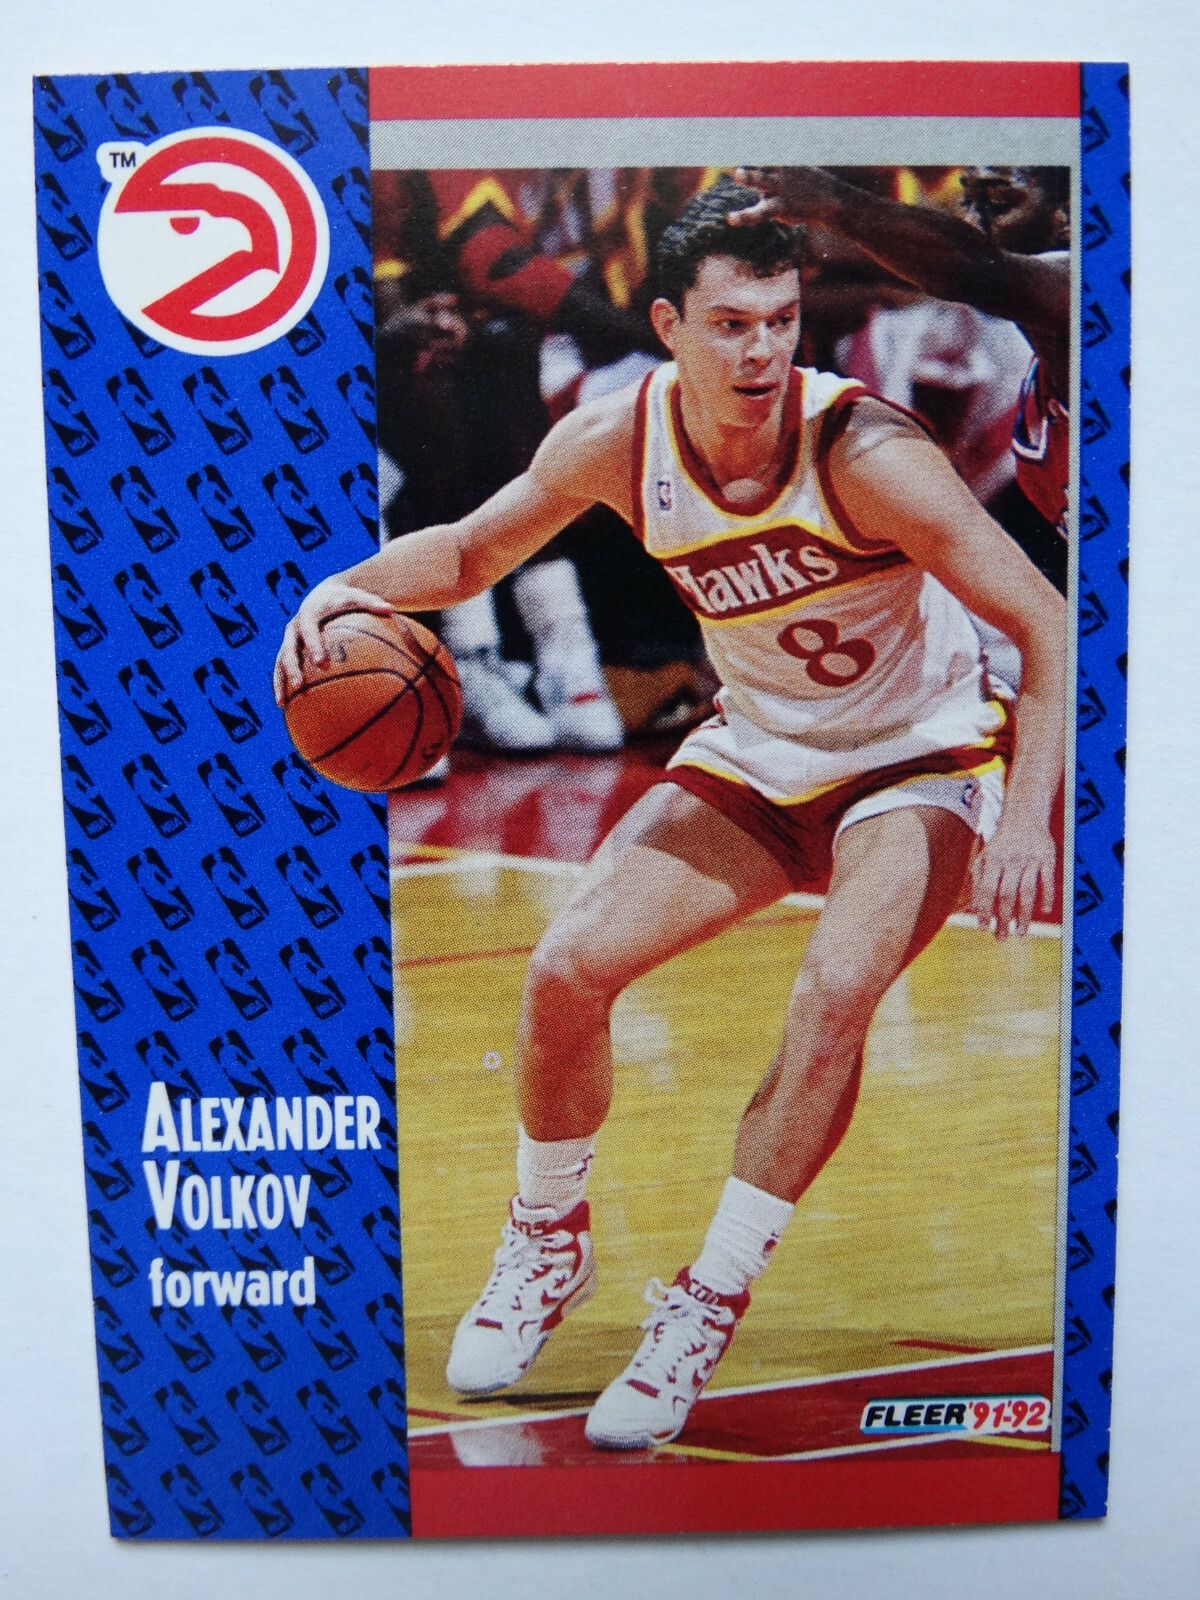 TM
Hawks
8
ALEXANDER
VOLKOV
forward
FLEER '91-'92